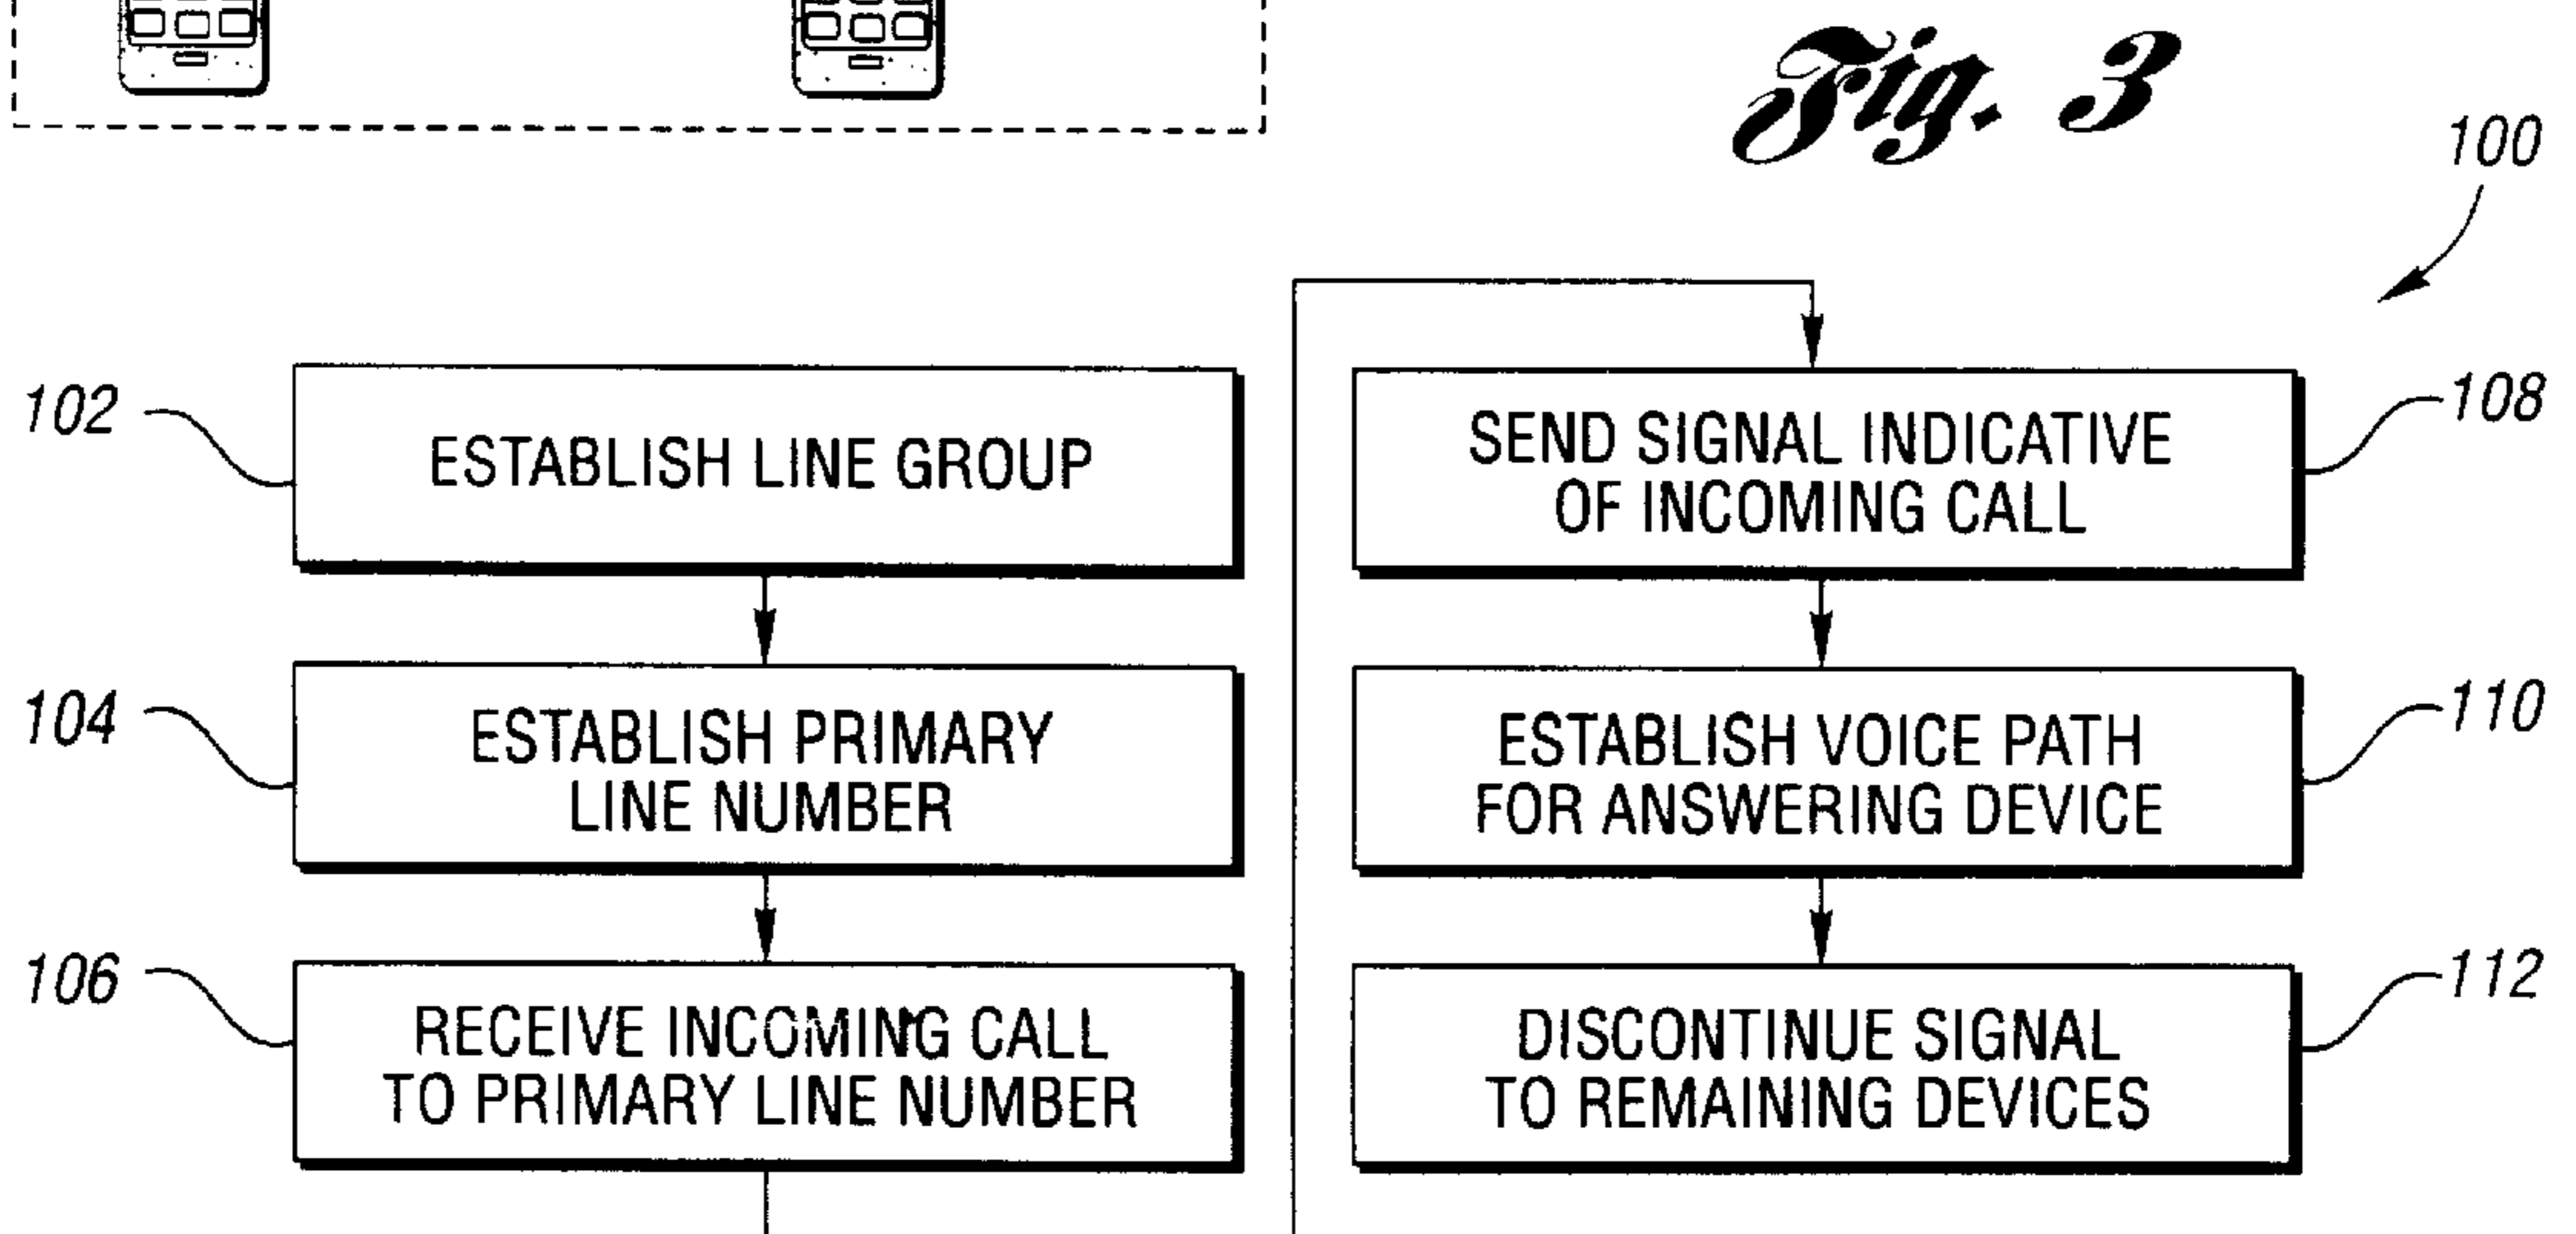 Fig. 3
100
102
ESTABLISH LINE GROUP
104
ESTABLISH PRIMARY
LINE NUMBER
106
RECEIVE INCOMING CALL
TO PRIMARY LINE NUMBER
108
SEND SIGNAL INDICATIVE
OF INCOMING CALL
110
ESTABLISH VOICE PATH
FOR ANSWERING DEVICE
112
DISCONTINUE SIGNAL
TO REMAINING DEVICES